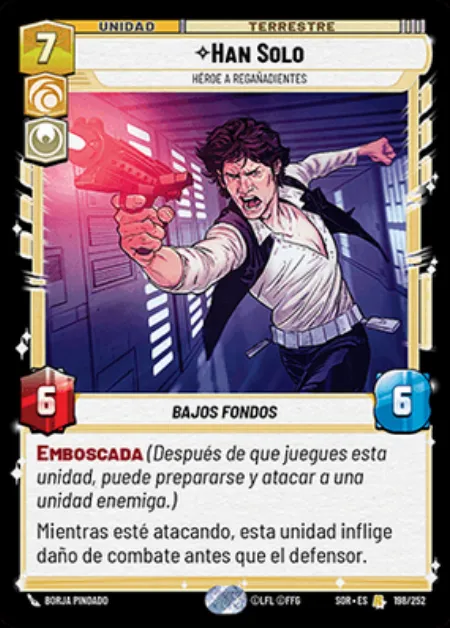 UNIDAD
TERRESTRE
7
HAN SOLO
HÉROE A REGAÑADIENTES
6
BAJOS FONDOS
6
EMBOSCADA (Después de que juegues esta
unidad, puede prepararse y atacar a una
unidad enemiga.)
Mientras esté atacando, esta unidad inflige
daño de combate antes que el defensor.
BORJA PINDADO
©LFL ©FFG
SOR • ES
R
198/252